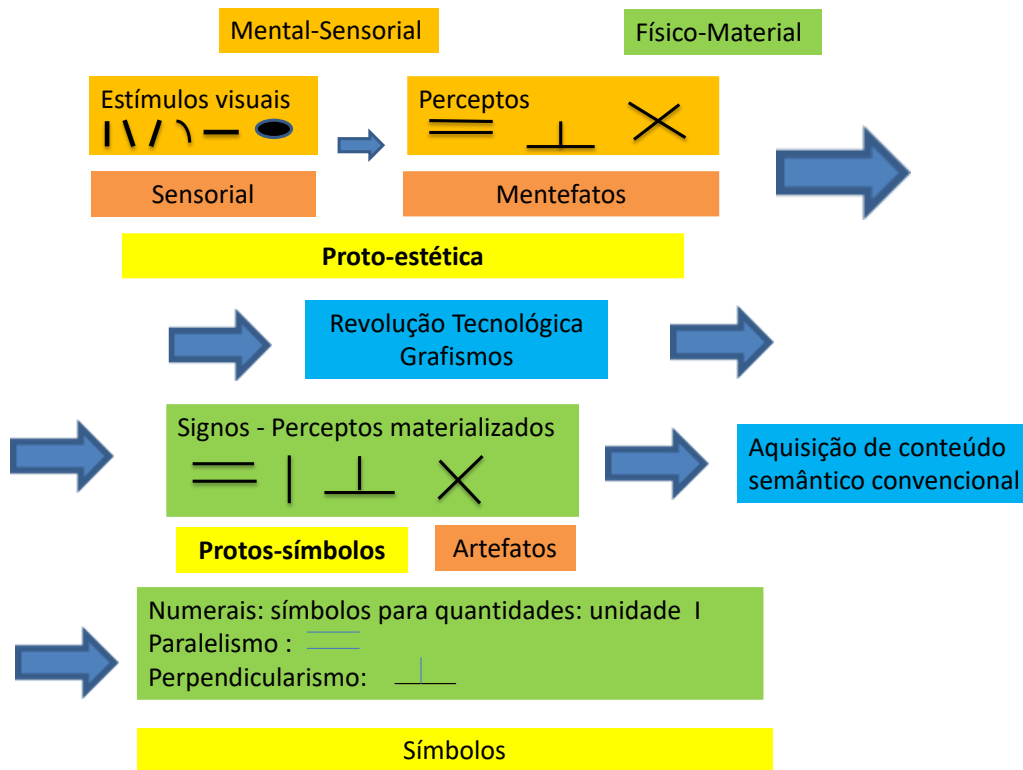 Mental-Sensorial
Físico-Material
Estímulos visuais
Perceptos
Sensorial
Mentefatos
Proto-estética
Revolução Tecnológica
Grafismos
Signos - Perceptos materializados
Aquisição de conteúdo
semântico convencional
Protos-símbolos
Artefatos
Numerais: símbolos para quantidades: unidade I
Paralelismo :
Perpendicularismo:
Símbolos